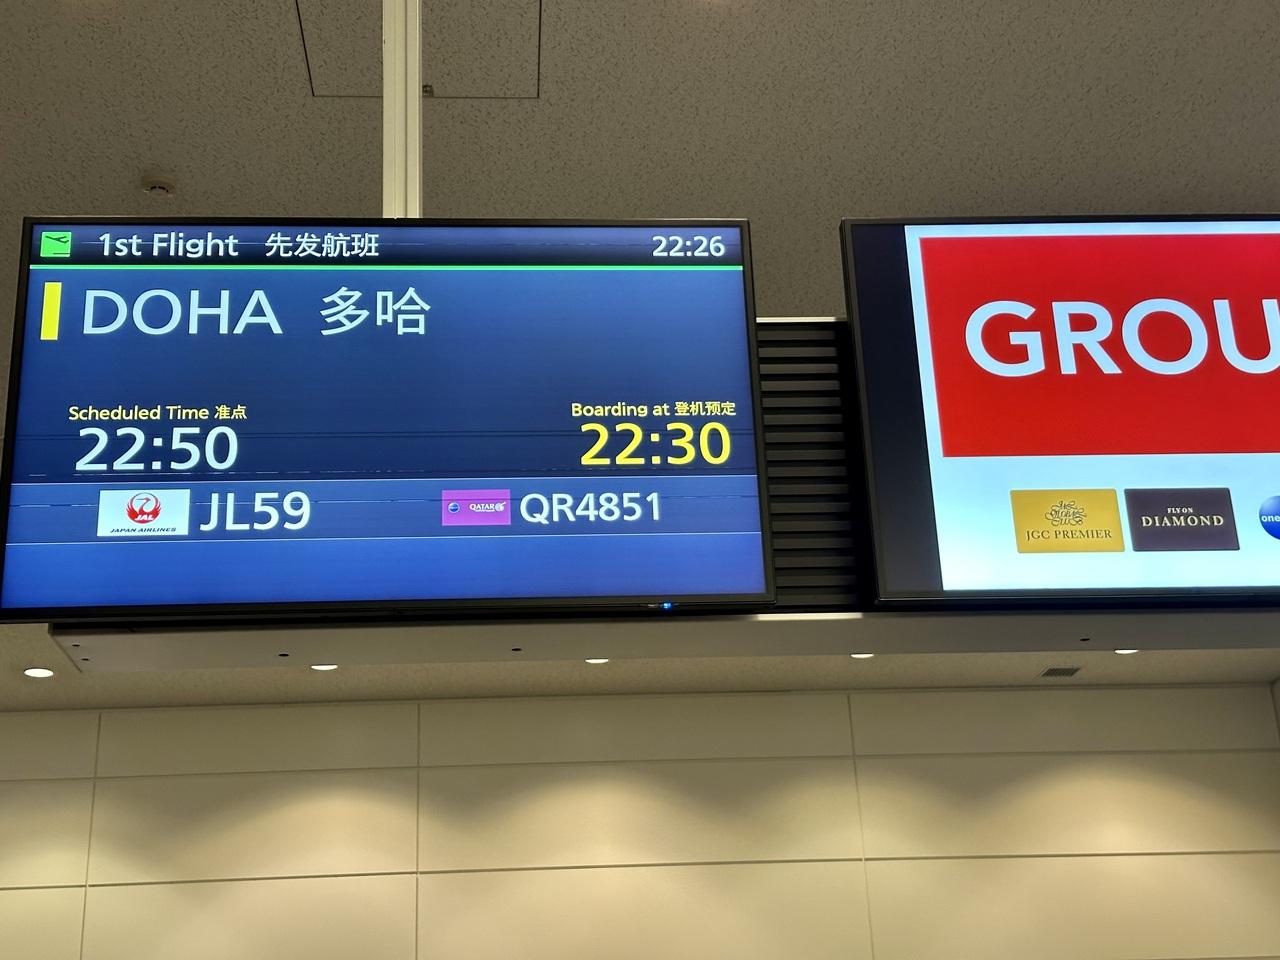 1st Flight 先发航班 22:26
DOHA 多哈
Scheduled Time 准点 Boarding at 登机预定
22:50 22:30
JAL
JAPAN AIRLINES
JL59 QATAR QR4851
GROU
JGC PREMIER
FLY ON
DIAMOND
one